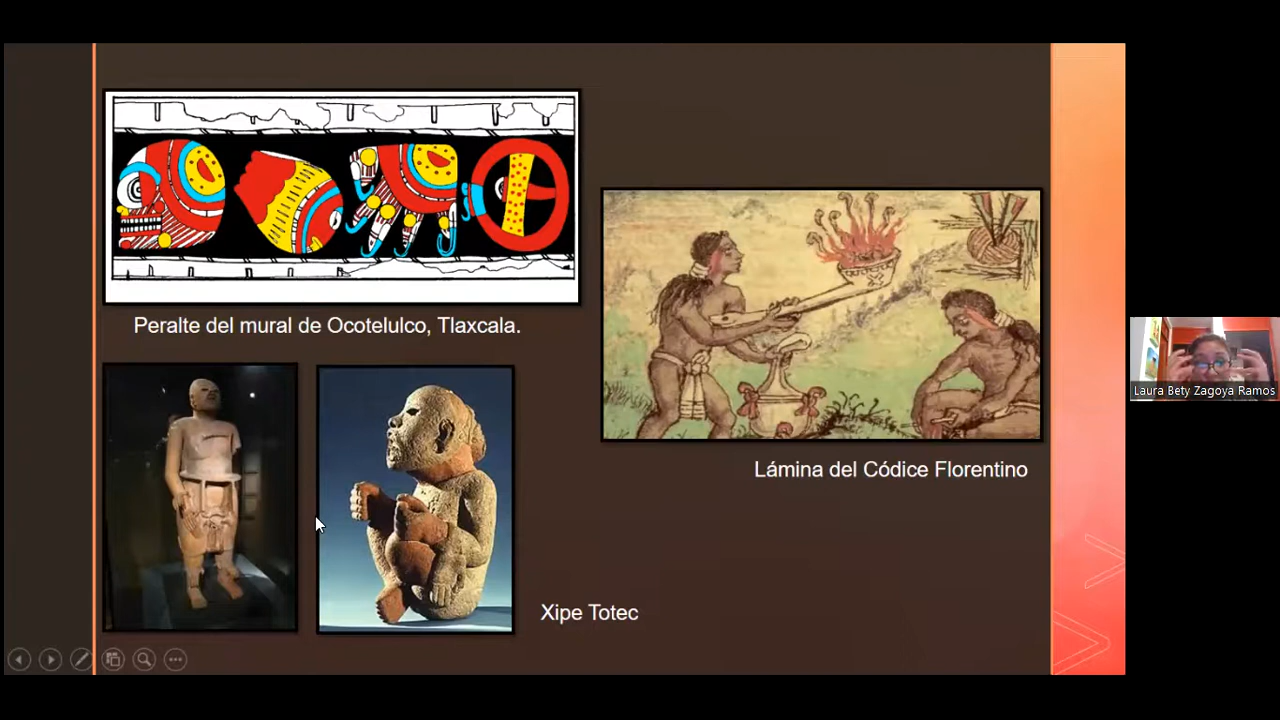 Peralte del mural de Ocotelulco, Tlaxcala.
Lámina del Códice Florentino
Xipe Totec
Laura Bety Zagoya Ramos